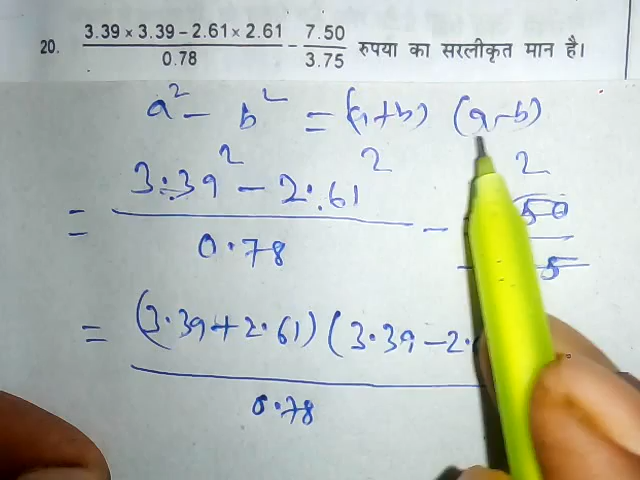 20. (3.39 × 3.39 − 2.61 × 2.61)/0.78 − 7.50/3.75 रुपया का सरलीकृत मान है।
a² − b² = (a+b) (a−b)
= (3.39² − 2.61²)/0.78 − 2
= (3.39+2.61) (3.39−2.
0.78